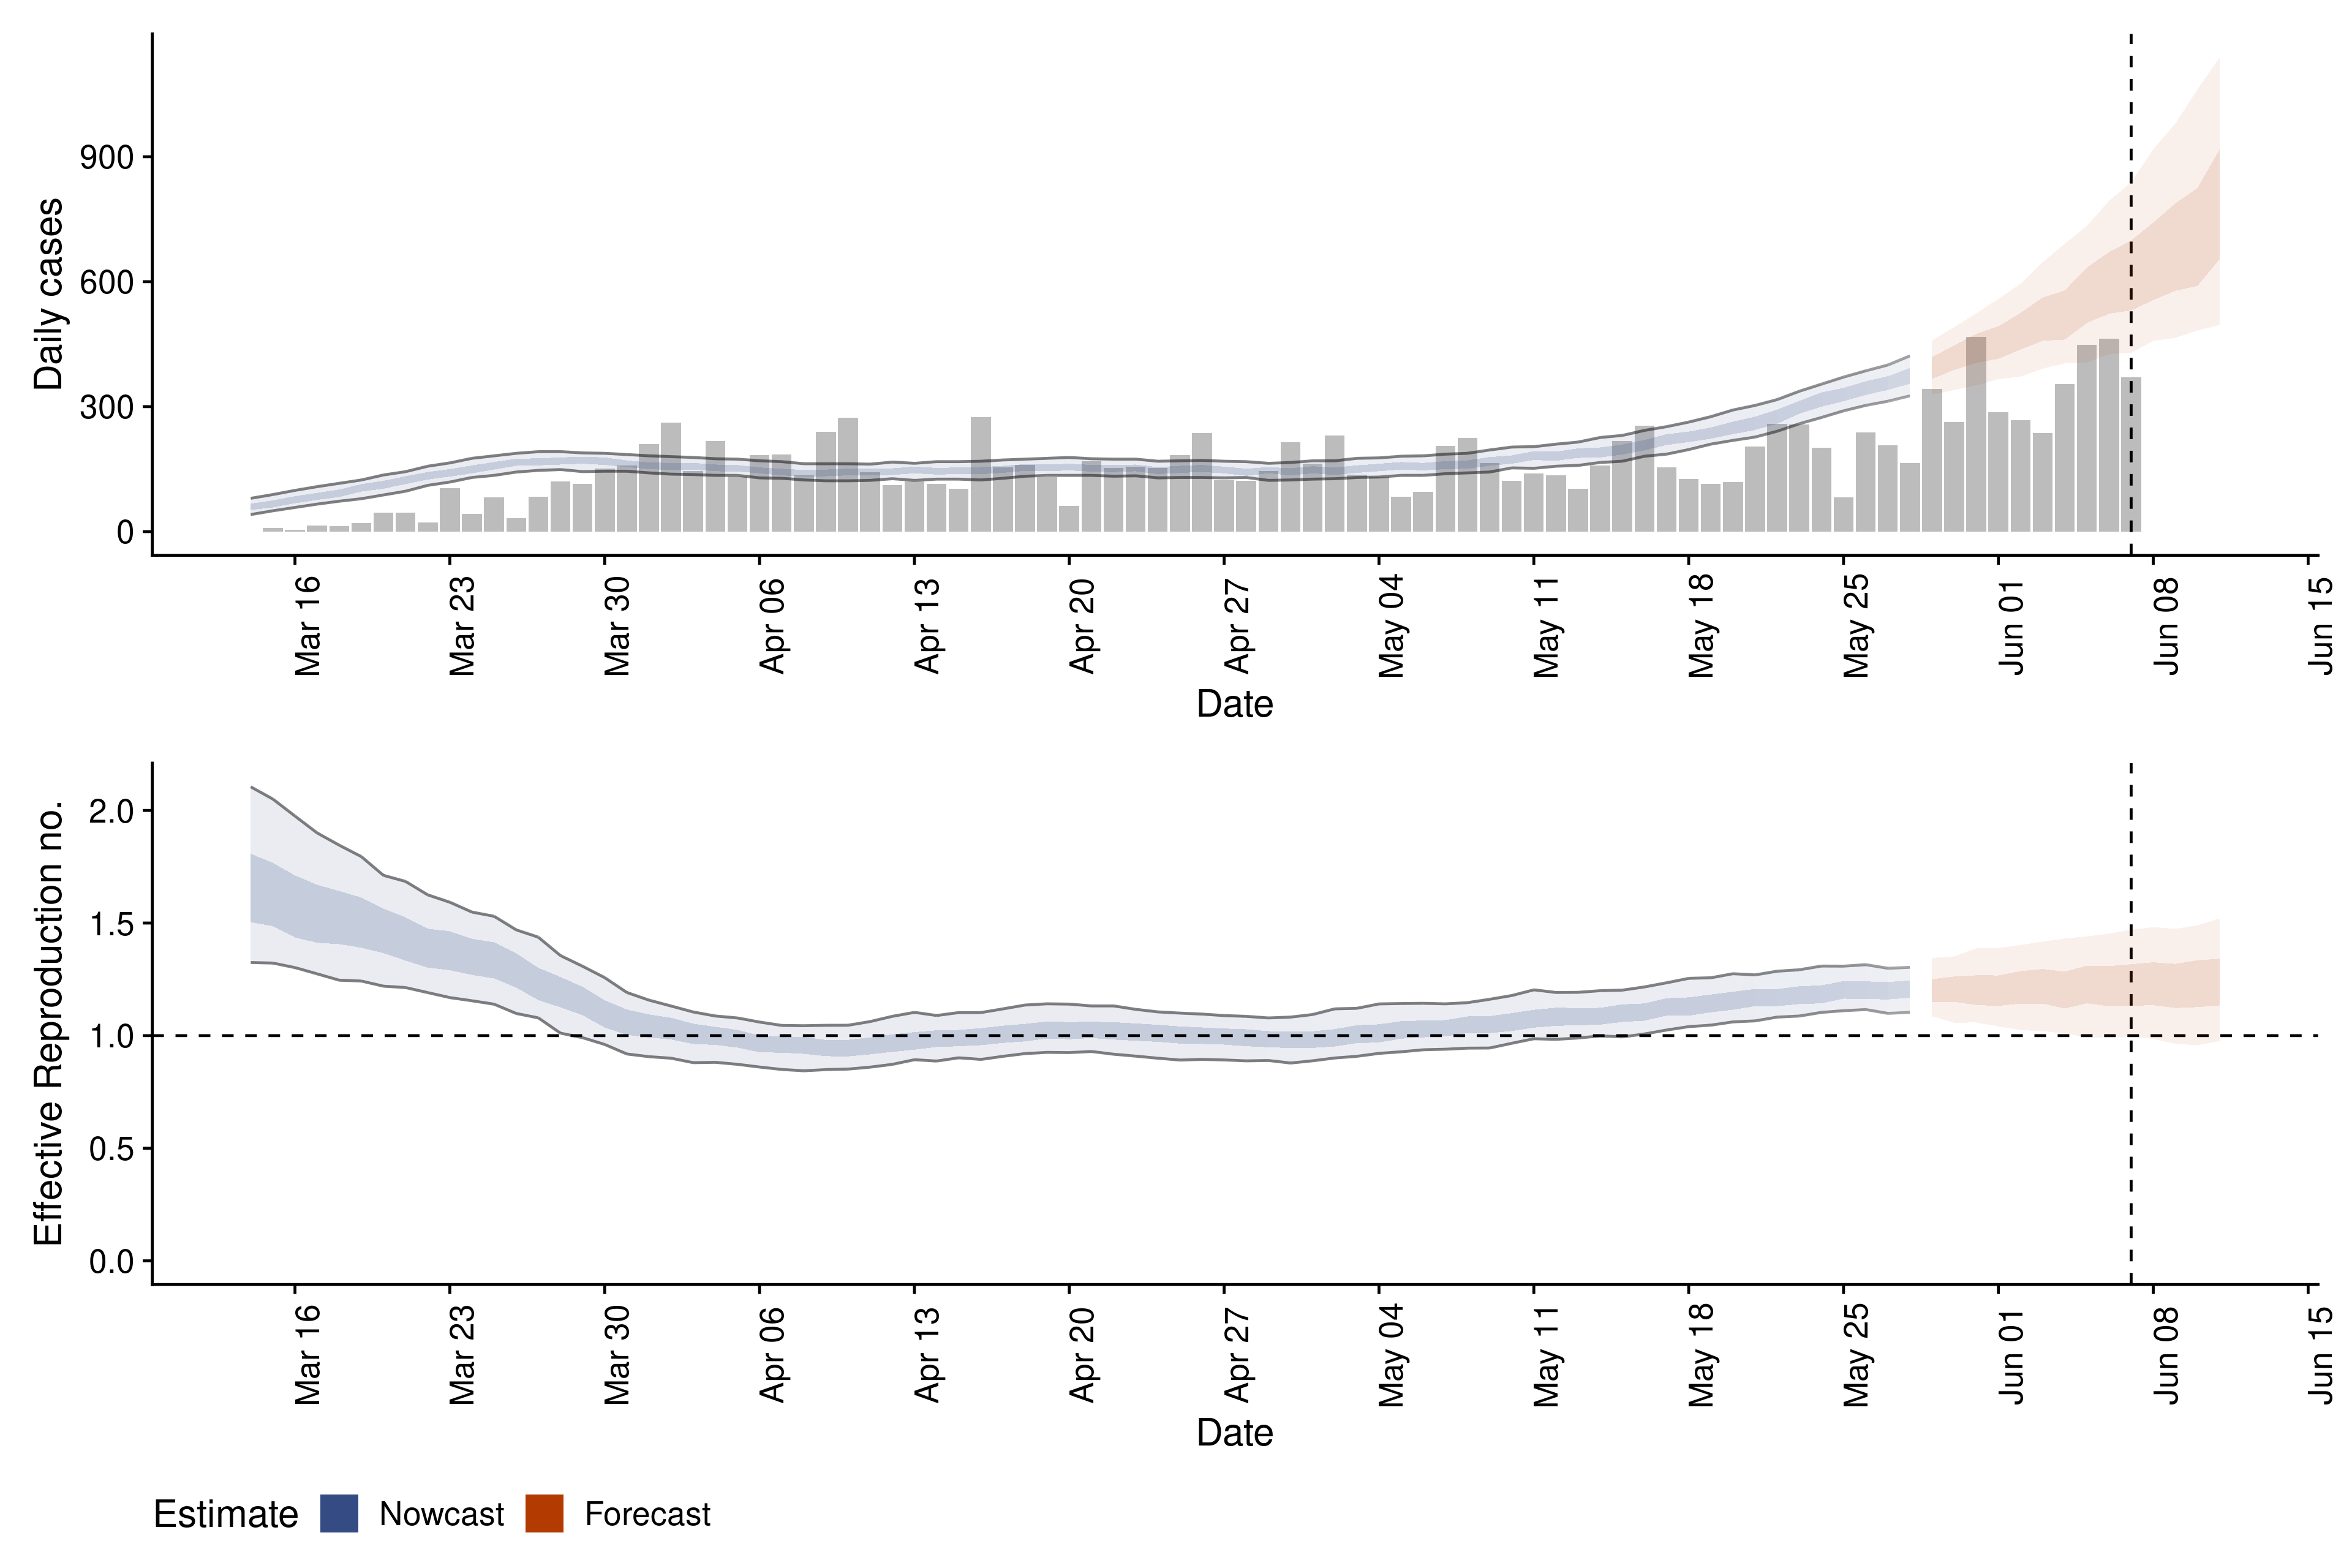 Daily cases
900
600
300
0
Mar 16
Mar 23
Mar 30
Apr 06
Apr 13
Apr 20
Apr 27
May 04
May 11
May 18
May 25
Jun 01
Jun 08
Jun 15
Date
Effective Reproduction no.
2.0
1.5
1.0
0.5
0.0
Mar 16
Mar 23
Mar 30
Apr 06
Apr 13
Apr 20
Apr 27
May 04
May 11
May 18
May 25
Jun 01
Jun 08
Jun 15
Date
Estimate Nowcast Forecast